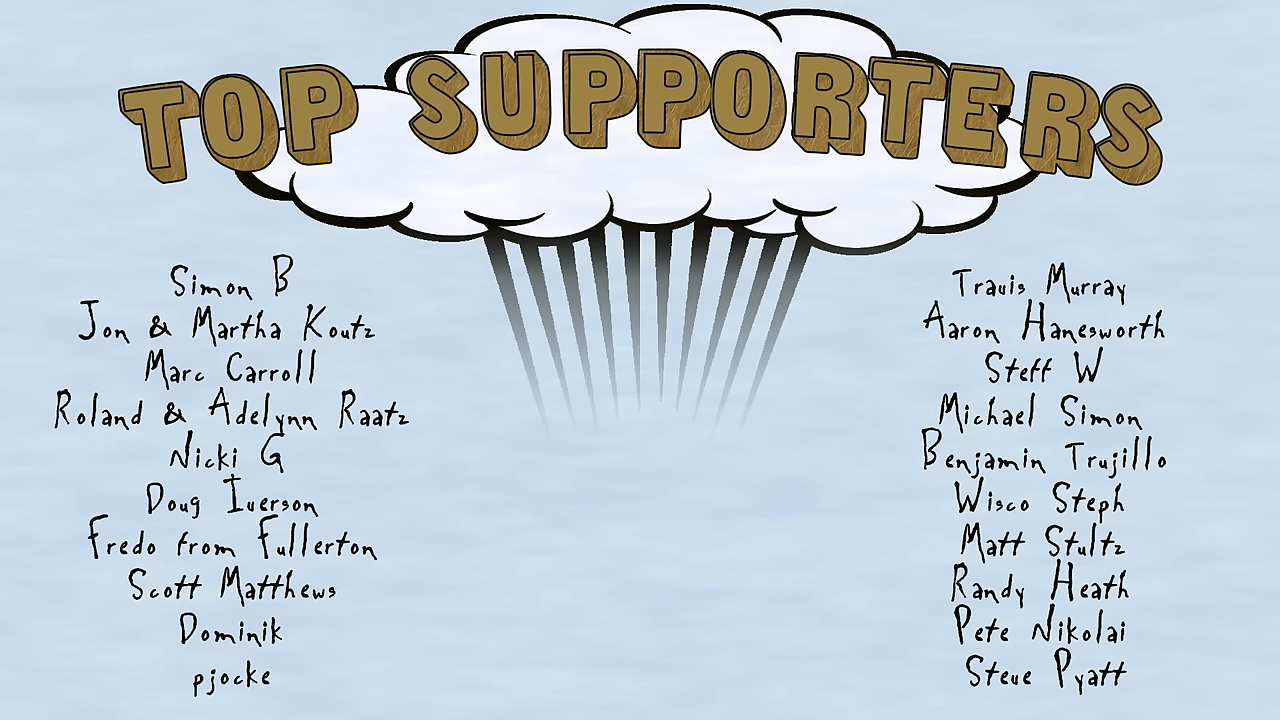 TOP SUPPORTERS
Simon B
Jon & Martha Koutz
Marc Carroll
Roland & Adelynn Raatz
Nicki G
Doug Iverson
Fredo from Fullerton
Scott Matthews
Dominik
pjocke
Travis Murray
Aaron Hanesworth
Steff W
Michael Simon
Benjamin Trujillo
Wisco Steph
Matt Stultz
Randy Heath
Pete Nikolai
Steve Pyatt